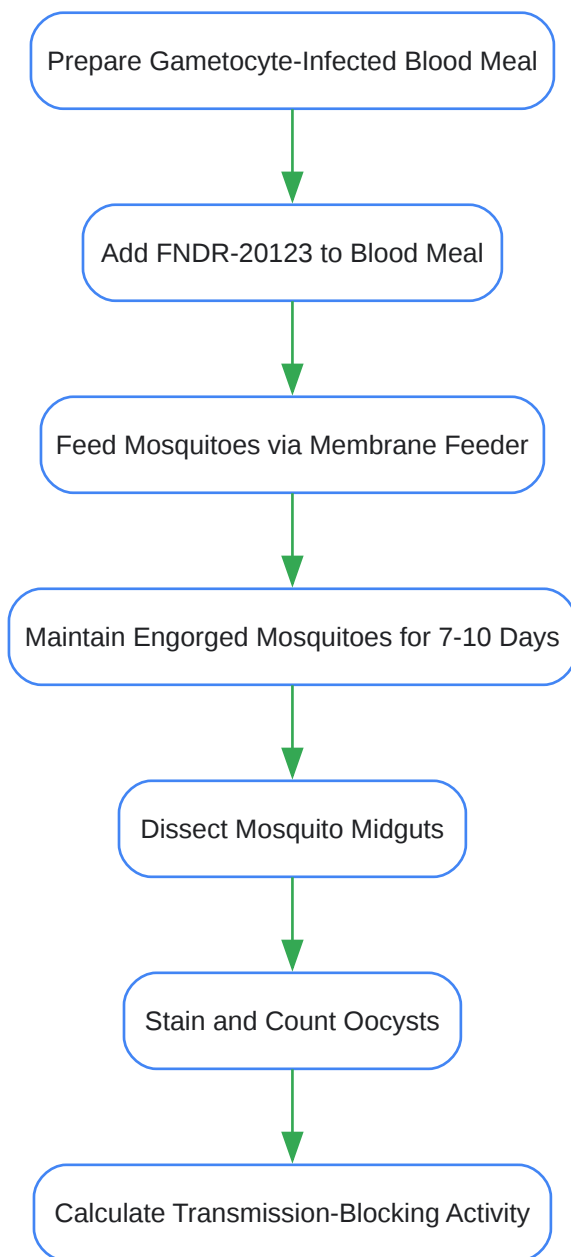 Prepare Gametocyte-Infected Blood Meal
Add FNDR-20123 to Blood Meal
Feed Mosquitoes via Membrane Feeder
Maintain Engorged Mosquitoes for 7-10 Days
Dissect Mosquito Midguts
Stain and Count Oocysts
Calculate Transmission-Blocking Activity